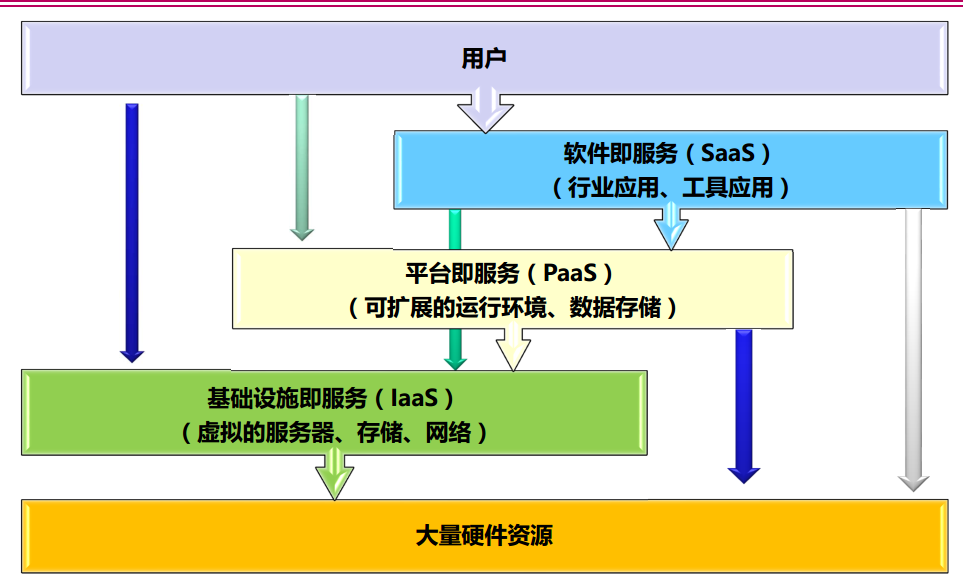 用户
软件即服务（SaaS）
（行业应用、工具应用）
平台即服务（PaaS）
（可扩展的运行环境、数据存储）
基础设施即服务（IaaS）
（虚拟的服务器、存储、网络）
大量硬件资源